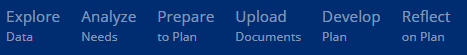 Explore Analyze Prepare Upload Develop Reflect
Data Needs to Plan Documents Plan on Plan